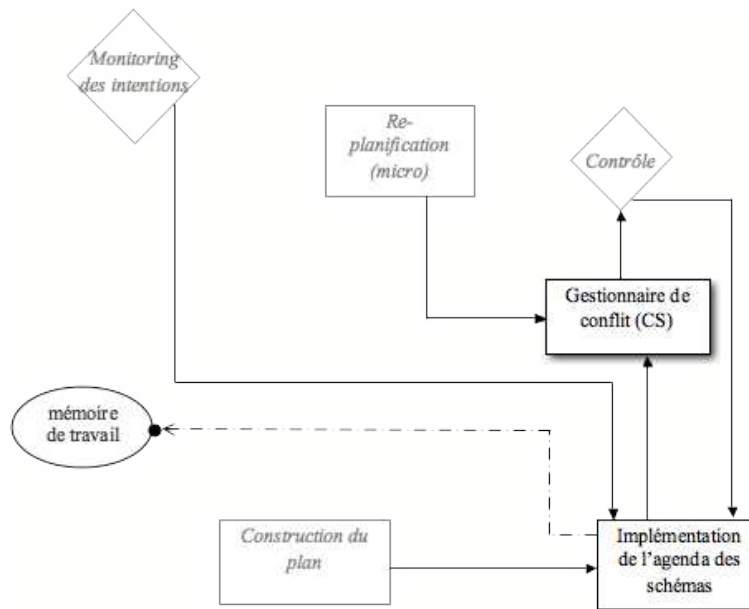 Monitoring
des intentions
Re-
planification
(micro)
Contrôle
Gestionnaire de
conflit (CS)
mémoire
de travail
Construction du
plan
Implémentation
de l'agenda des
schémas